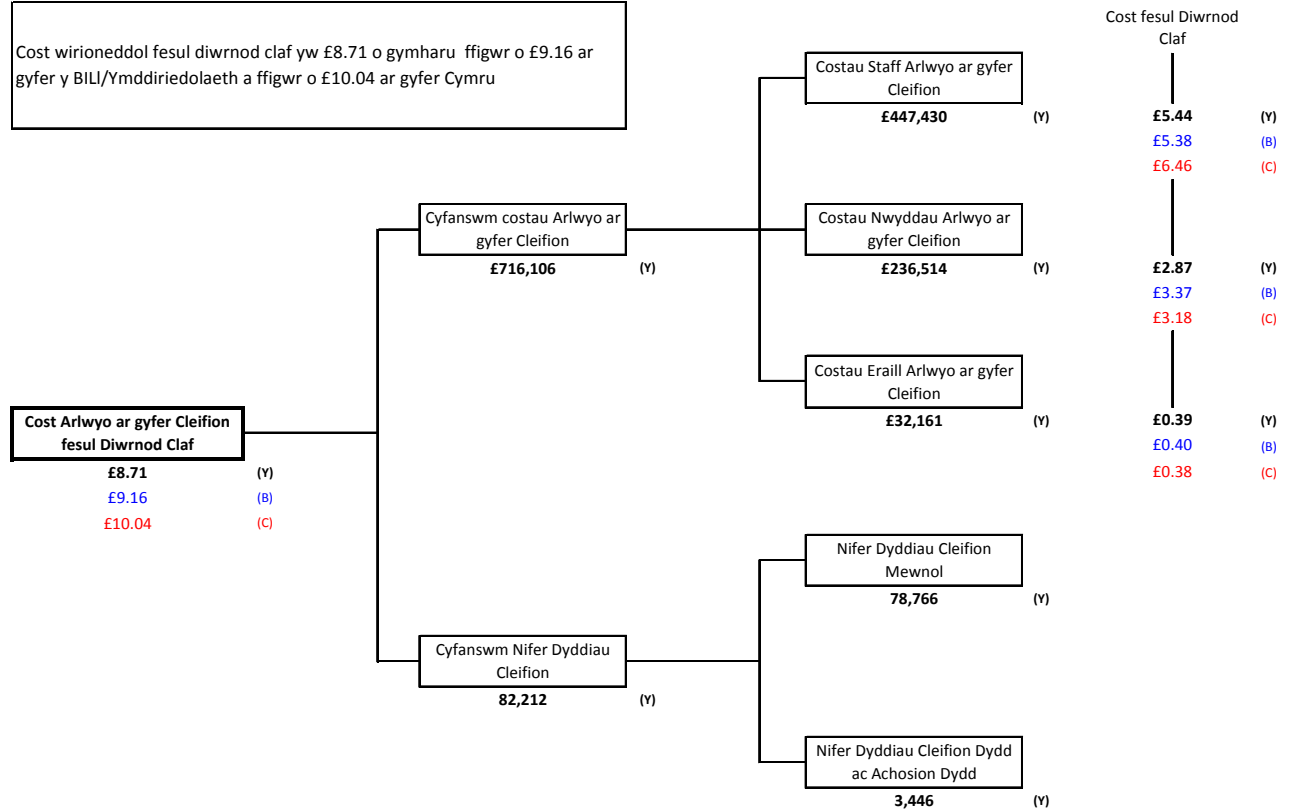 Cost wirioneddol fesul diwrnod claf yw £8.71 o gymharu  ffigwr o £9.16 ar
gyfer y BILl/Ymddiriedolaeth a ffigwr o £10.04 ar gyfer Cymru
Cost fesul Diwrnod
Claf
Costau Staff Arlwyo ar gyfer
Cleifion
£447,430 (Y)
£5.44 (Y)
£5.38 (B)
£6.46 (C)
Cyfanswm costau Arlwyo ar
gyfer Cleifion
£716,106 (Y)
Costau Nwyddau Arlwyo ar
gyfer Cleifion
£236,514 (Y)
£2.87 (Y)
£3.37 (B)
£3.18 (C)
Costau Eraill Arlwyo ar gyfer
Cleifion
£32,161 (Y)
£0.39 (Y)
£0.40 (B)
£0.38 (C)
Cost Arlwyo ar gyfer Cleifion
fesul Diwrnod Claf
£8.71 (Y)
£9.16 (B)
£10.04 (C)
Nifer Dyddiau Cleifion
Mewnol
78,766 (Y)
Cyfanswm Nifer Dyddiau
Cleifion
82,212 (Y)
Nifer Dyddiau Cleifion Dydd
ac Achosion Dydd
3,446 (Y)